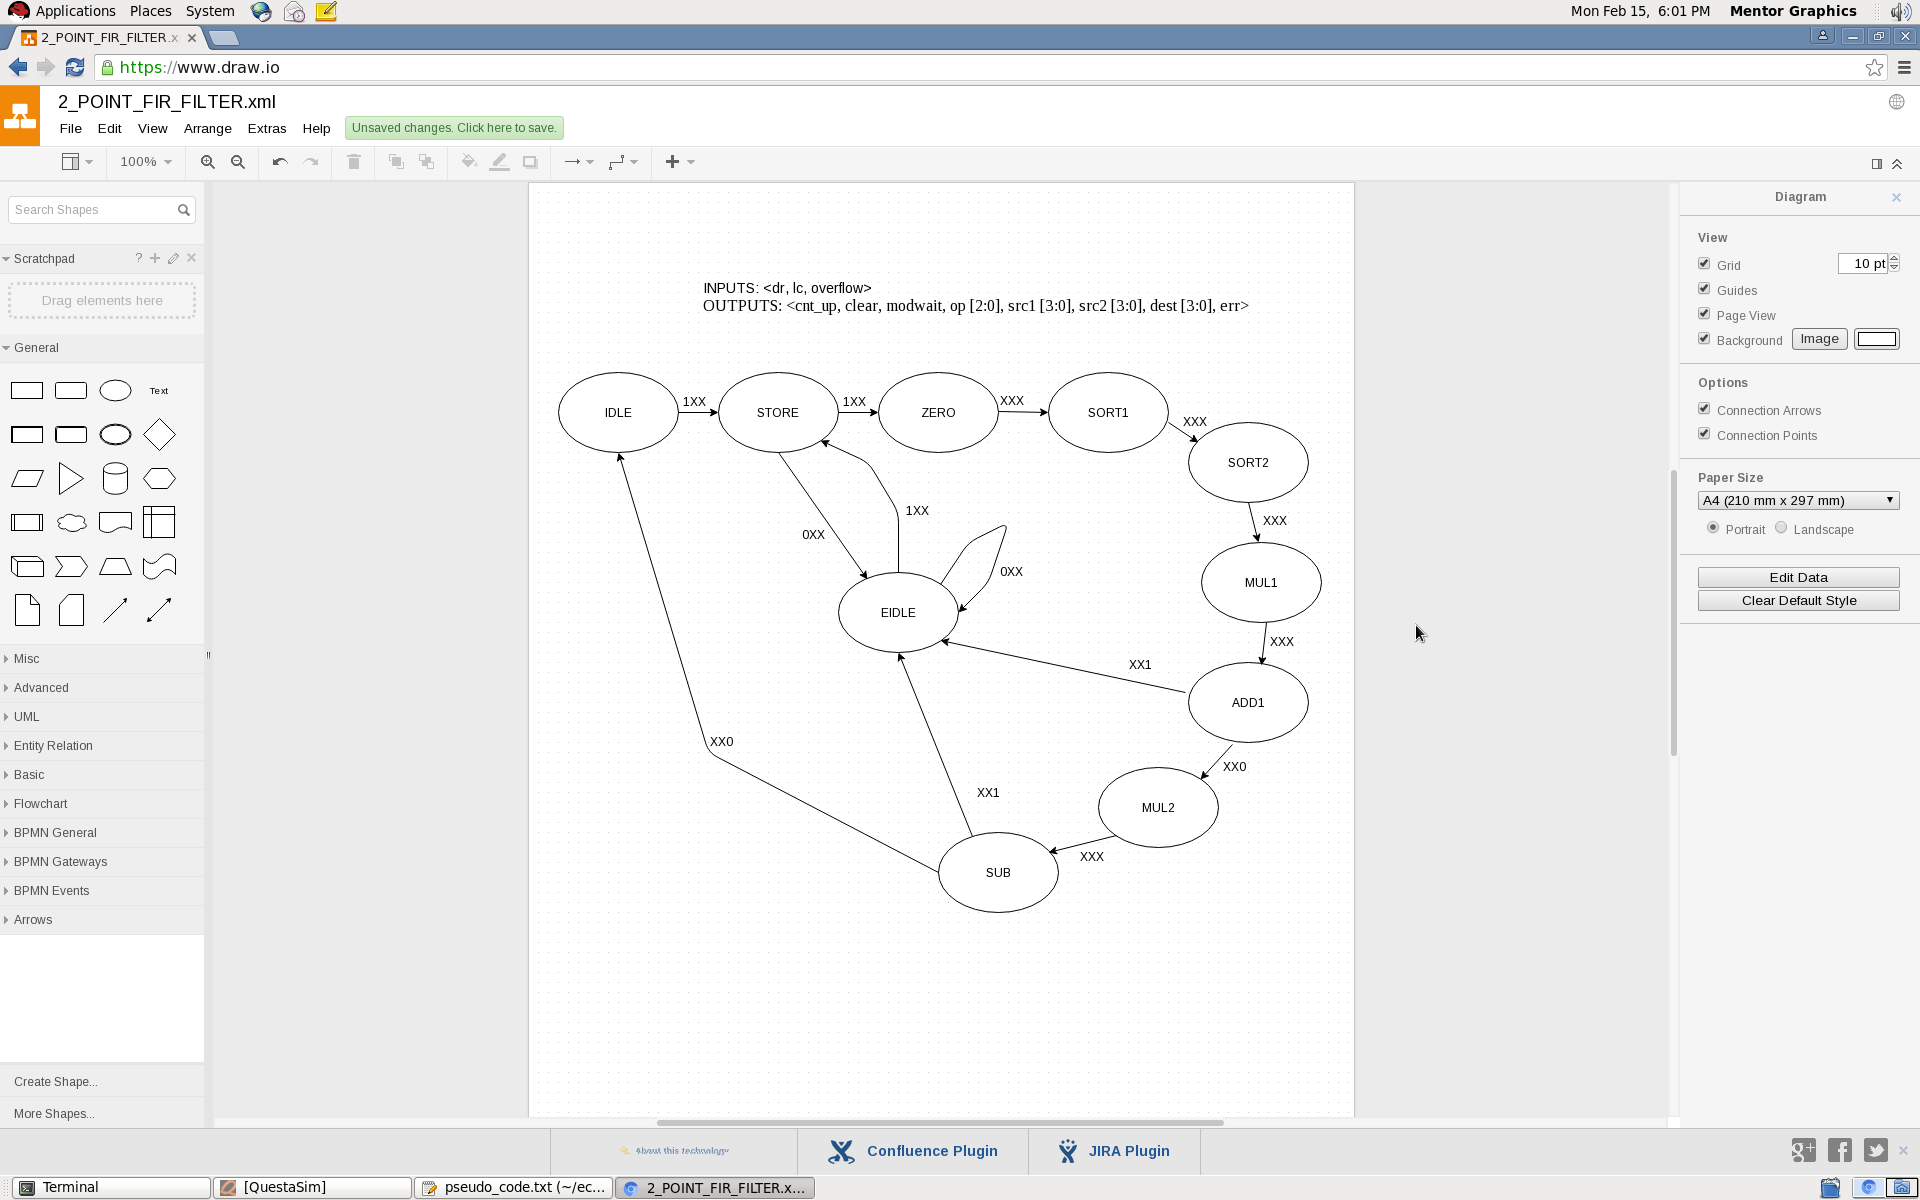 Applications Places System Mon Feb 15, 6:01 PM Mentor Graphics
2_POINT_FIR_FILTER.x
https://www.draw.io
2_POINT_FIR_FILTER.xml
File Edit View Arrange Extras Help Unsaved changes. Click here to save.
100%
Search Shapes
Scratchpad ?
Drag elements here
General
Text
Misc
Advanced
UML
Entity Relation
Basic
Flowchart
BPMN General
BPMN Gateways
BPMN Events
Arrows
Create Shape...
More Shapes...
INPUTS: <dr, lc, overflow>
OUTPUTS: <cnt_up, clear, modwait, op [2:0], src1 [3:0], src2 [3:0], dest [3:0], err>
IDLE
1XX
STORE
1XX
ZERO
XXX
SORT1
XXX
SORT2
XXX
MUL1
XXX
ADD1
XX1
XX0
MUL2
XXX
SUB
XX1
XX0
0XX
1XX
EIDLE
0XX
Diagram
View
Grid 10 pt
Guides
Page View
Background Image
Options
Connection Arrows
Connection Points
Paper Size
A4 (210 mm x 297 mm)
Portrait Landscape
Edit Data
Clear Default Style
About this technology Confluence Plugin JIRA Plugin g+
Terminal [QuestaSim] pseudo_code.txt (~/ec... 2_POINT_FIR_FILTER.x...